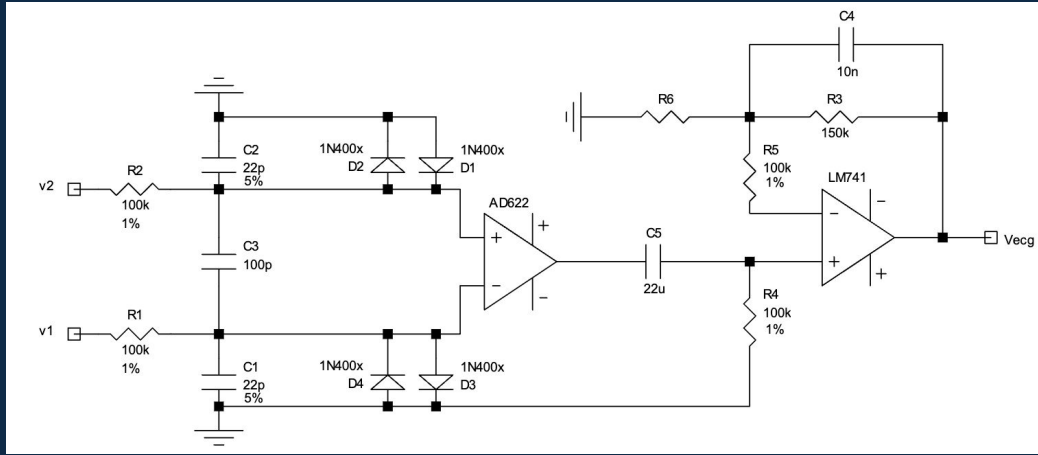 C4
10n
R6
R3
150k
C2
22p
5%
1N400x
D2
1N400x
D1
R5
100k
1%
LM741
v2
R2
100k
1%
AD622
+
-
+
-
C3
100p
C5
22u
-
+
-
+
Vecg
v1
R1
100k
1%
R4
100k
1%
C1
22p
5%
1N400x
D4
1N400x
D3